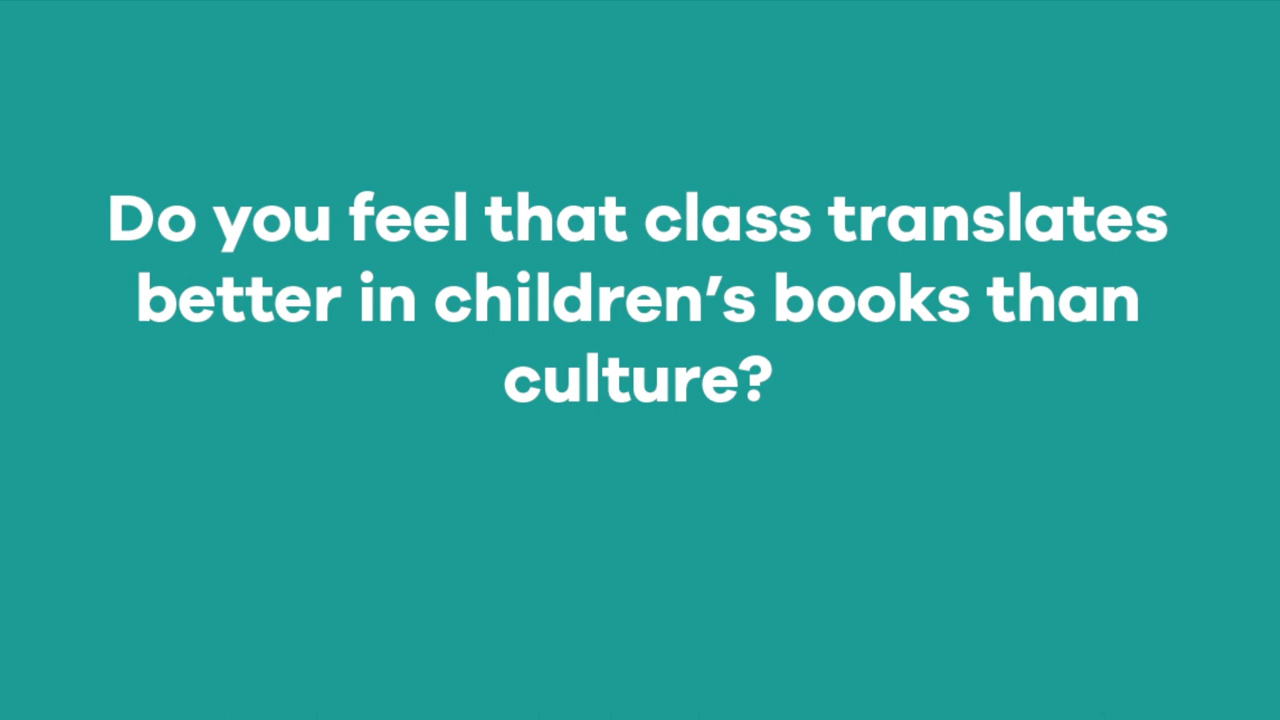 Do you feel that class translates
better in children’s books than
culture?